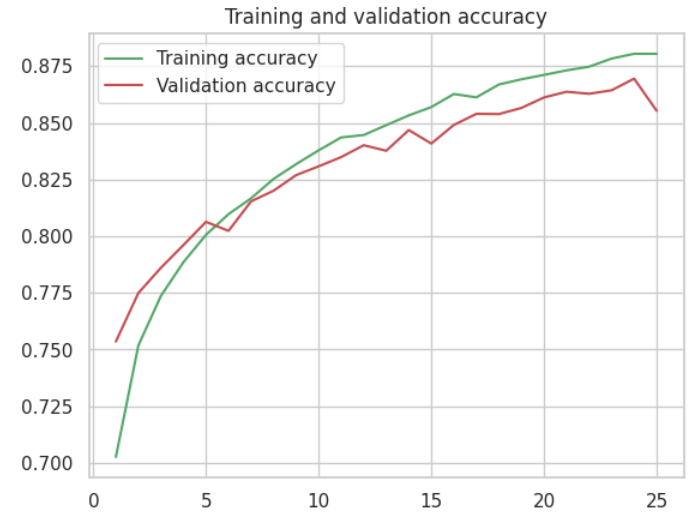 Training and validation accuracy
Training accuracy
Validation accuracy
0.875
0.850
0.825
0.800
0.775
0.750
0.725
0.700
0 5 10 15 20 25